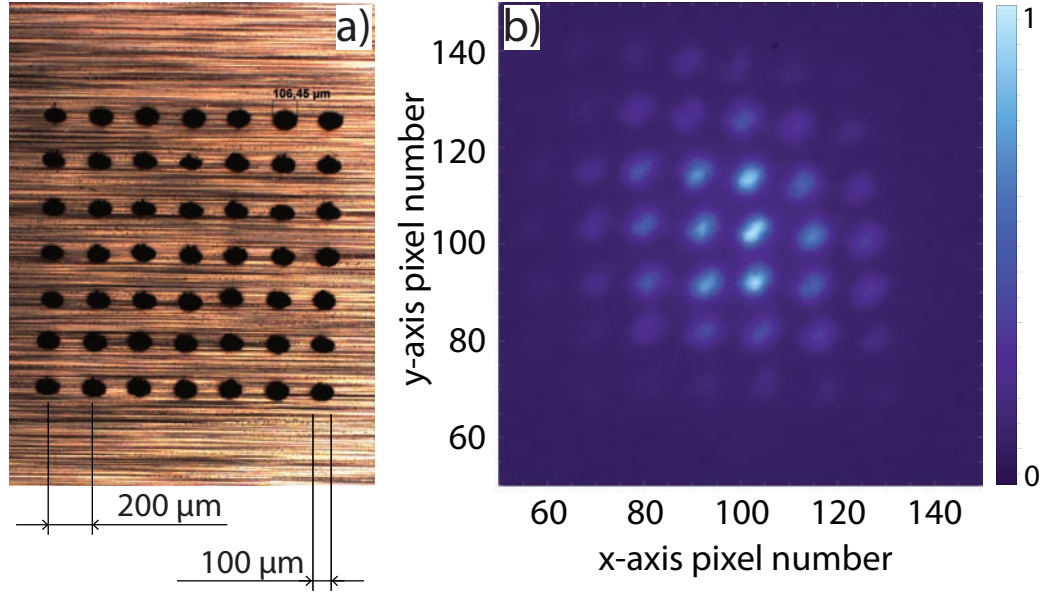 a)
106,45 µm
200 µm
100 µm
b)
140
120
100
80
60
y-axis pixel number
60
80
100
120
140
x-axis pixel number
1
0